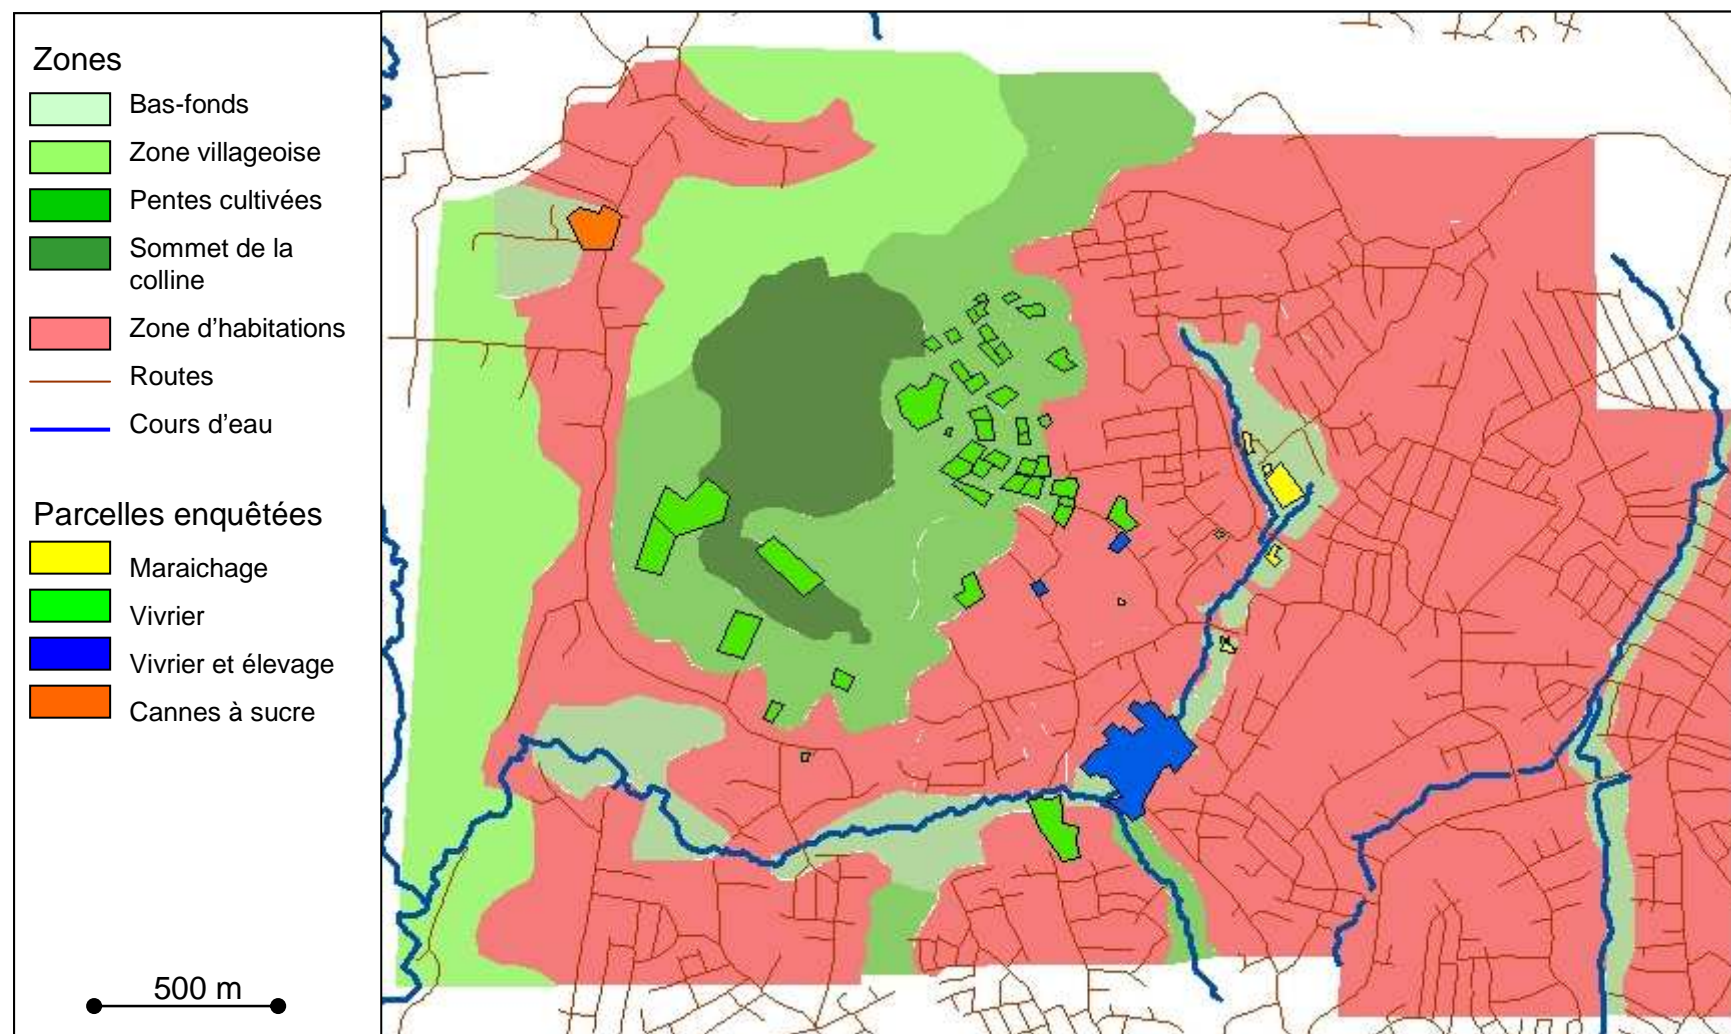 Zones
Bas-fonds
Zone villageoise
Pentes cultivées
Sommet de la
colline
Zone d'habitations
Routes
Cours d'eau
Parcelles enquêtées
Maraichage
Vivrier
Vivrier et élevage
Cannes à sucre
500 m